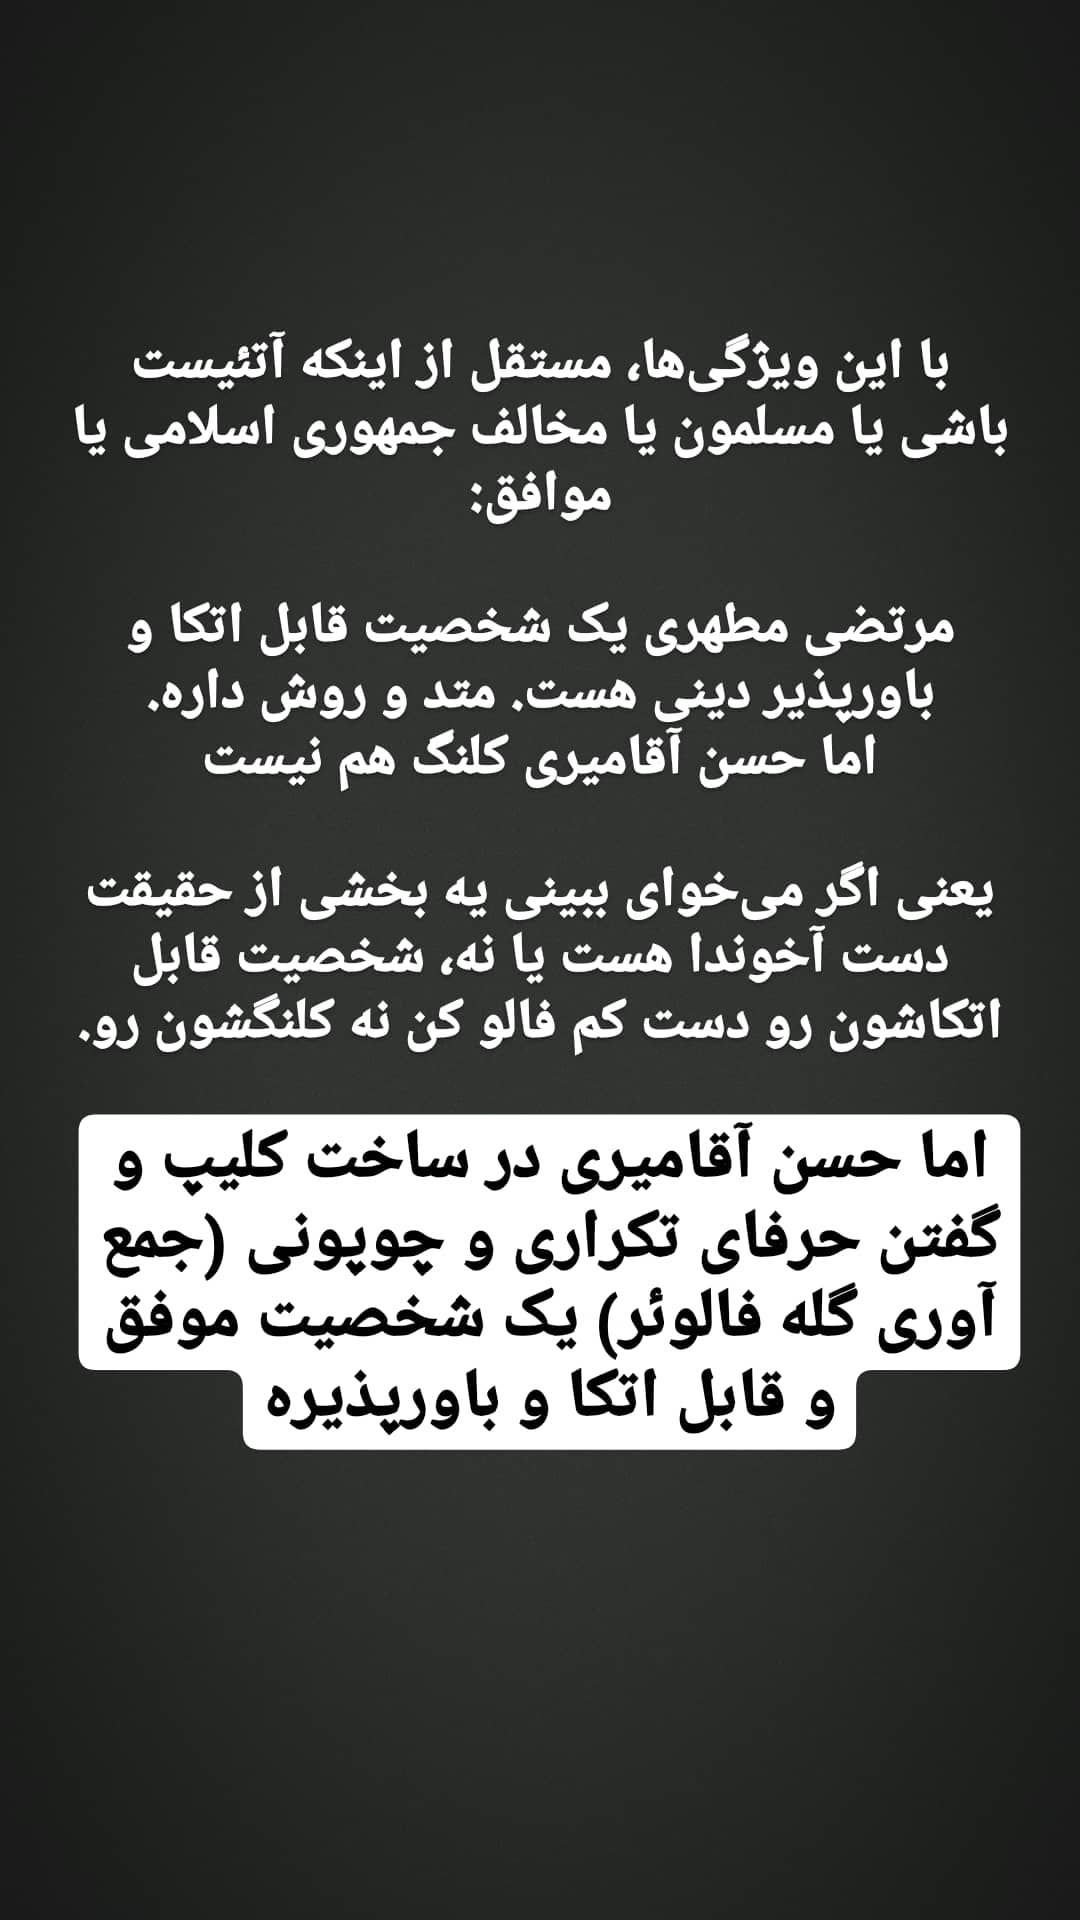 با این ویژگی‌ها، مستقل از اینکه آتئیست
باشی یا مسلمون یا مخالف جمهوری اسلامی یا
موافق:
مرتضی مطهری یک شخصیت قابل اتکا و
باورپذیر دینی هست. متد و روش داره.
اما حسن آقامیری کلنگ هم نیست
یعنی اگر می‌خوای ببینی یه بخشی از حقیقت
دست آخوندا هست یا نه، شخصیت قابل
اتکاشون رو دست کم فالو کن نه کلنگشون رو.
اما حسن آقامیری در ساخت کلیپ و
گفتن حرفای تکراری و چوپونی (جمع
آوری گله فالوئر) یک شخصیت موفق
و قابل اتکا و باورپذیره